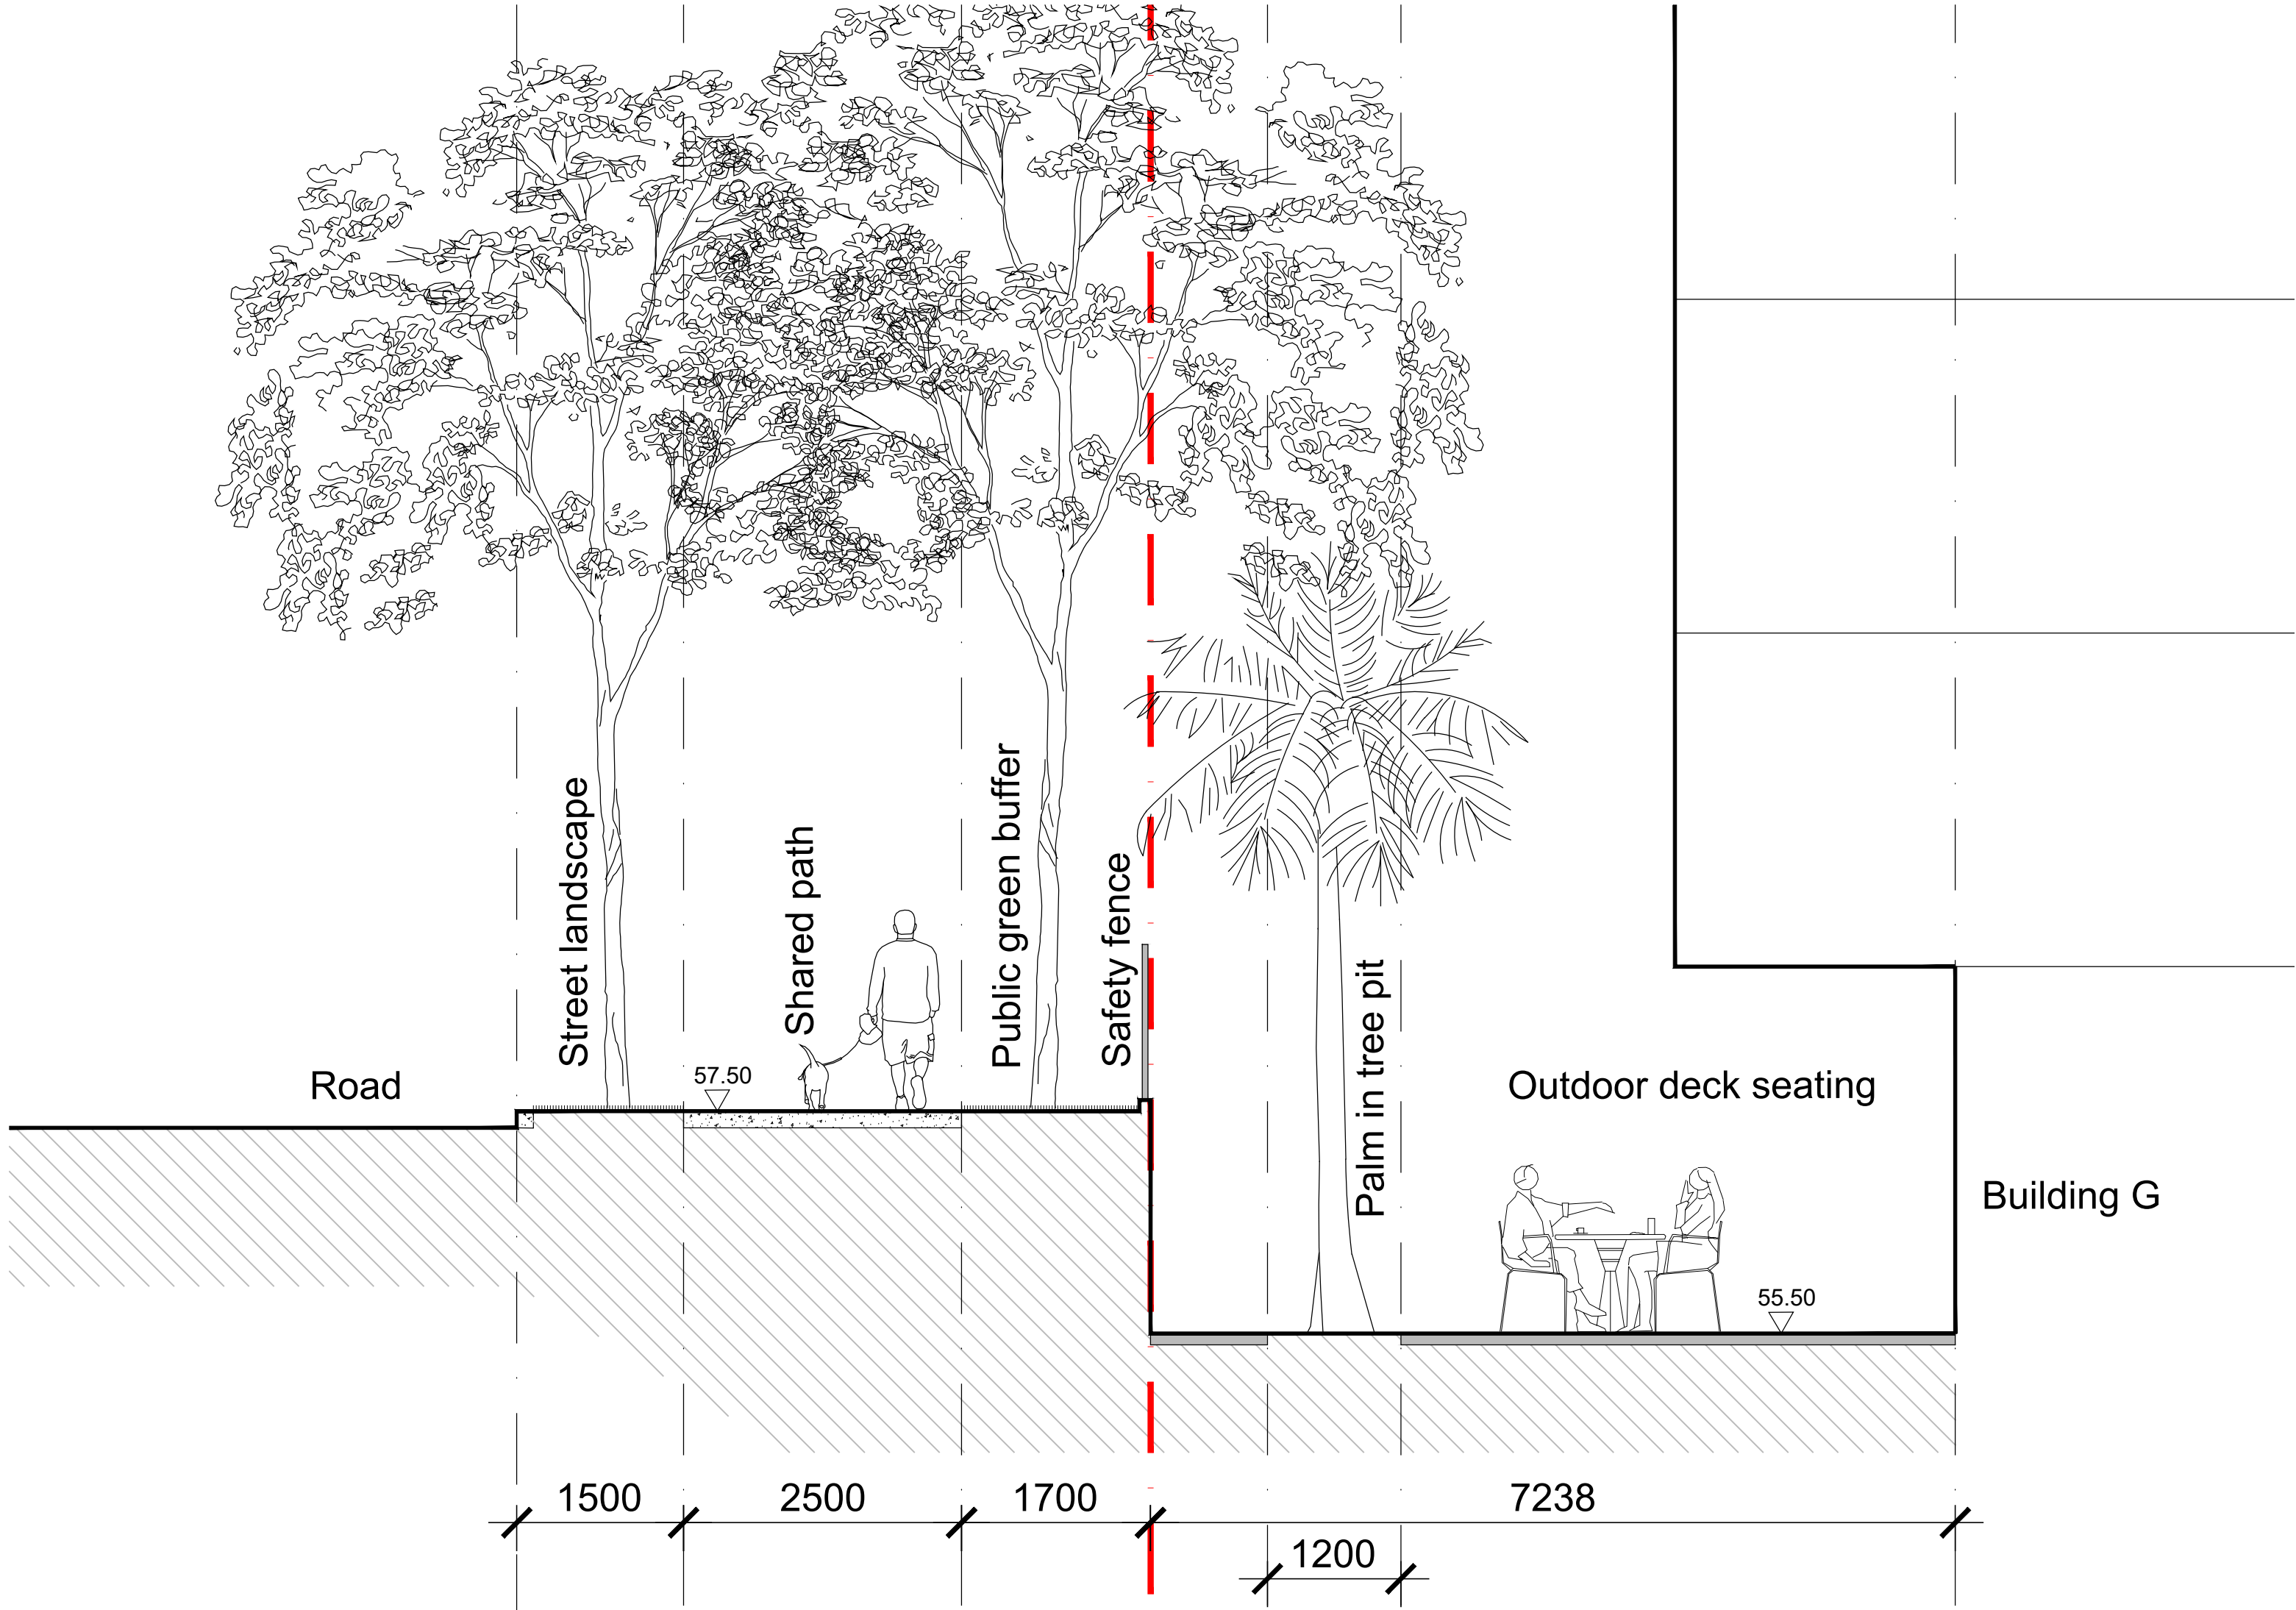 Road
Street landscape
57.50
Shared path
Public green buffer
Safety fence
Palm in tree pit
Outdoor deck seating
55.50
Building G
1500
2500
1700
7238
1200